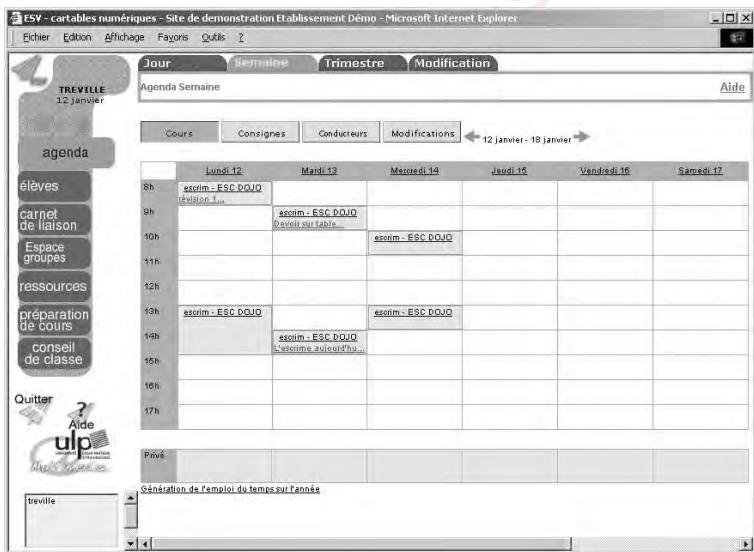 ESV - cartables numériques - Site de demonstration Etablissement Démo - Microsoft Internet Explorer
Fichier Edition Affichage Favoris Outils ?
Jour Semaine Trimestre Modification
TREVILLE
12 janvier
Agenda Semaine Aide
agenda
Cours Consignes Conducteurs Modifications 12 janvier - 18 janvier
Lundi 12 Mardi 13 Mercredi 14 Jeudi 15 Vendredi 16 Samedi 17
élèves
carnet
de liaison
Espace
groupes
ressources
préparation
de cours
conseil
de classe
8h escrim - ESC DOJO
révision 1...
9h escrim - ESC DOJO
Devoir sur table...
10h escrim - ESC DOJO
11h
12h
13h escrim - ESC DOJO escrim - ESC DOJO
14h escrim - ESC DOJO
L'escrime aujourd'hu...
15h
16h
17h
Quitter
?
Aide
ulp
Privé
Génération de l'emploi du temps sur l'année
treville